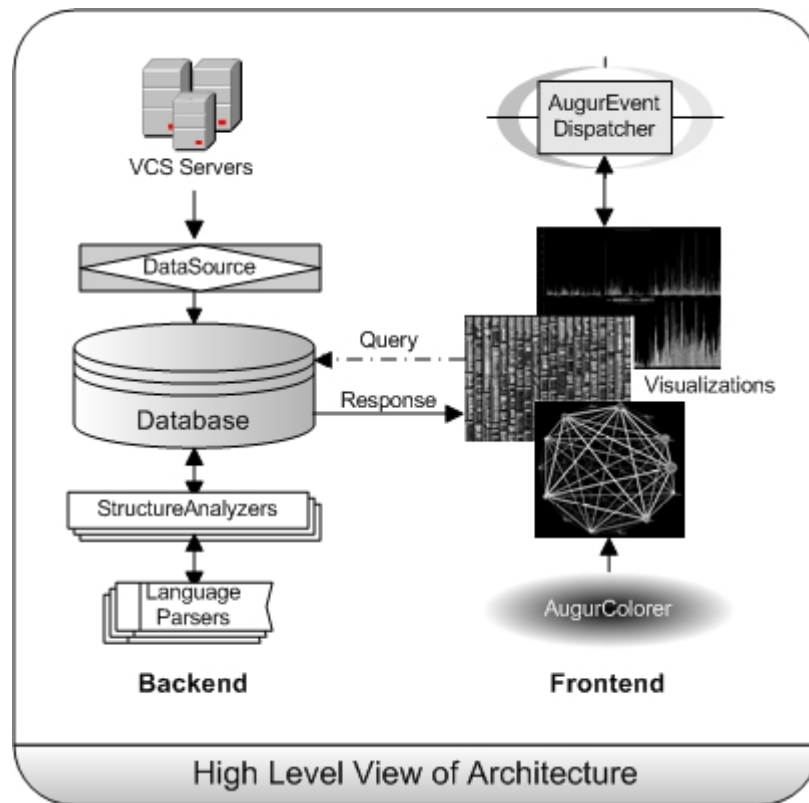 VCS Servers
DataSource
Database
StructureAnalyzers
Language
Parsers
Backend
Query
Response
AugurEvent
Dispatcher
Visualizations
AugurColorer
Frontend
High Level View of Architecture